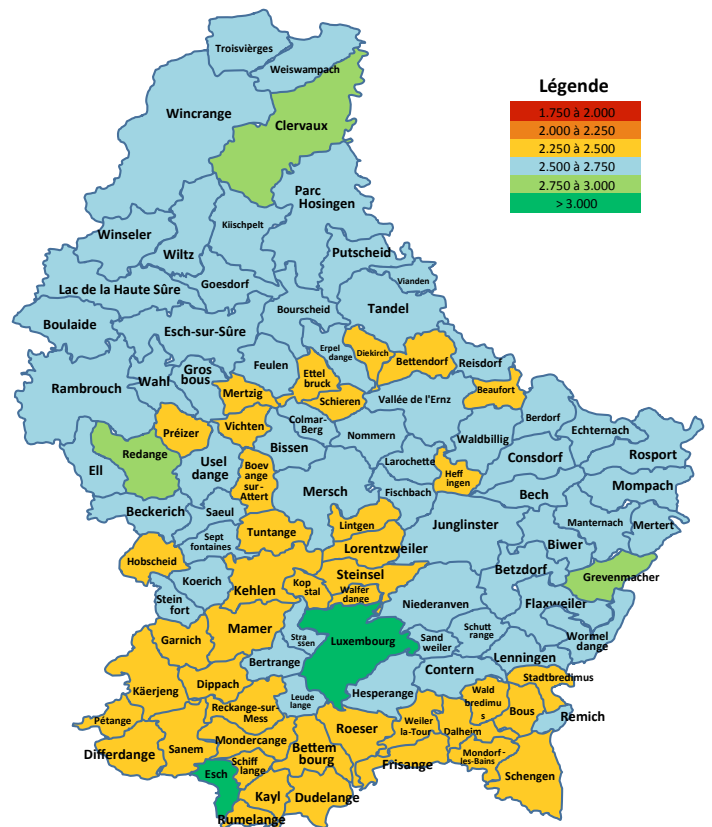 Troisvièrges
Weiswampach
Légende
1.750 à 2.000
2.000 à 2.250
2.250 à 2.500
2.500 à 2.750
2.750 à 3.000
> 3.000
Wincrange
Clervaux
Parc
Hosingen
Winseler
Kiischpelt
Wiltz
Putscheid
Lac de la Haute Sûre
Goesdorf
Vianden
Boulaide
Bourscheid
Tandel
Esch-sur-Sûre
Erpel
dange
Diekirch
Bettendorf
Reisdorf
Rambrouch
Wahl
Gros
bous
Feulen
Ettel
bruck
Beaufort
Mertzig
Schieren
Vallée de l'Ernz
Préizer
Vichten
Colmar-
Berg
Berdorf
Echternach
Nommern
Waldbillig
Bissen
Redange
Ell
Usel
dange
Boev
ange
sur-
Attert
Larochette
Heff
ingen
Consdorf
Rosport
Mersch
Fischbach
Bech
Mompach
Beckerich
Saeul
Lintgen
Junglinster
Manternach
Mertert
Sept
fontaines
Tuntange
Lorentzweiler
Biwer
Hobscheid
Koerich
Steinsel
Betzdorf
Grevenmacher
Kehlen
Kop
stal
Walfer
dange
Stein
fort
Niederanven
Flaxweiler
Garnich
Mamer
Stra
ssen
Luxembourg
Sand
weiler
Schutt
range
Wormel
dange
Bertrange
Lenningen
Contern
Stadtbredimus
Käerjeng
Dippach
Leude
lange
Hesperange
Wald
bredimu
s
Reckange-sur-
Mess
Bous
Remich
Pétange
Roeser
Weiler
la-Tour
Dalheim
Mondercange
Differdange
Sanem
Bettem
bourg
Mondorf-
les-Bains
Schiff
lange
Frisange
Schengen
Esch
Kayl
Dudelange
Rumelange